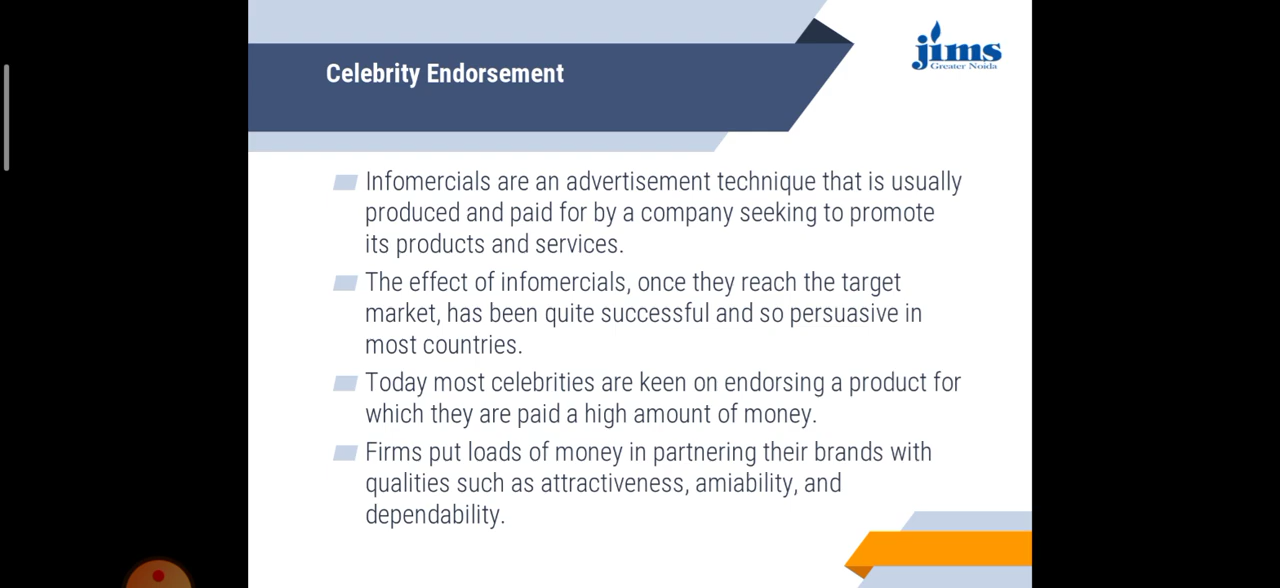 Celebrity Endorsement
jims
Greater Noida
Infomercials are an advertisement technique that is usually
produced and paid for by a company seeking to promote
its products and services.
The effect of infomercials, once they reach the target
market, has been quite successful and so persuasive in
most countries.
Today most celebrities are keen on endorsing a product for
which they are paid a high amount of money.
Firms put loads of money in partnering their brands with
qualities such as attractiveness, amiability, and
dependability.